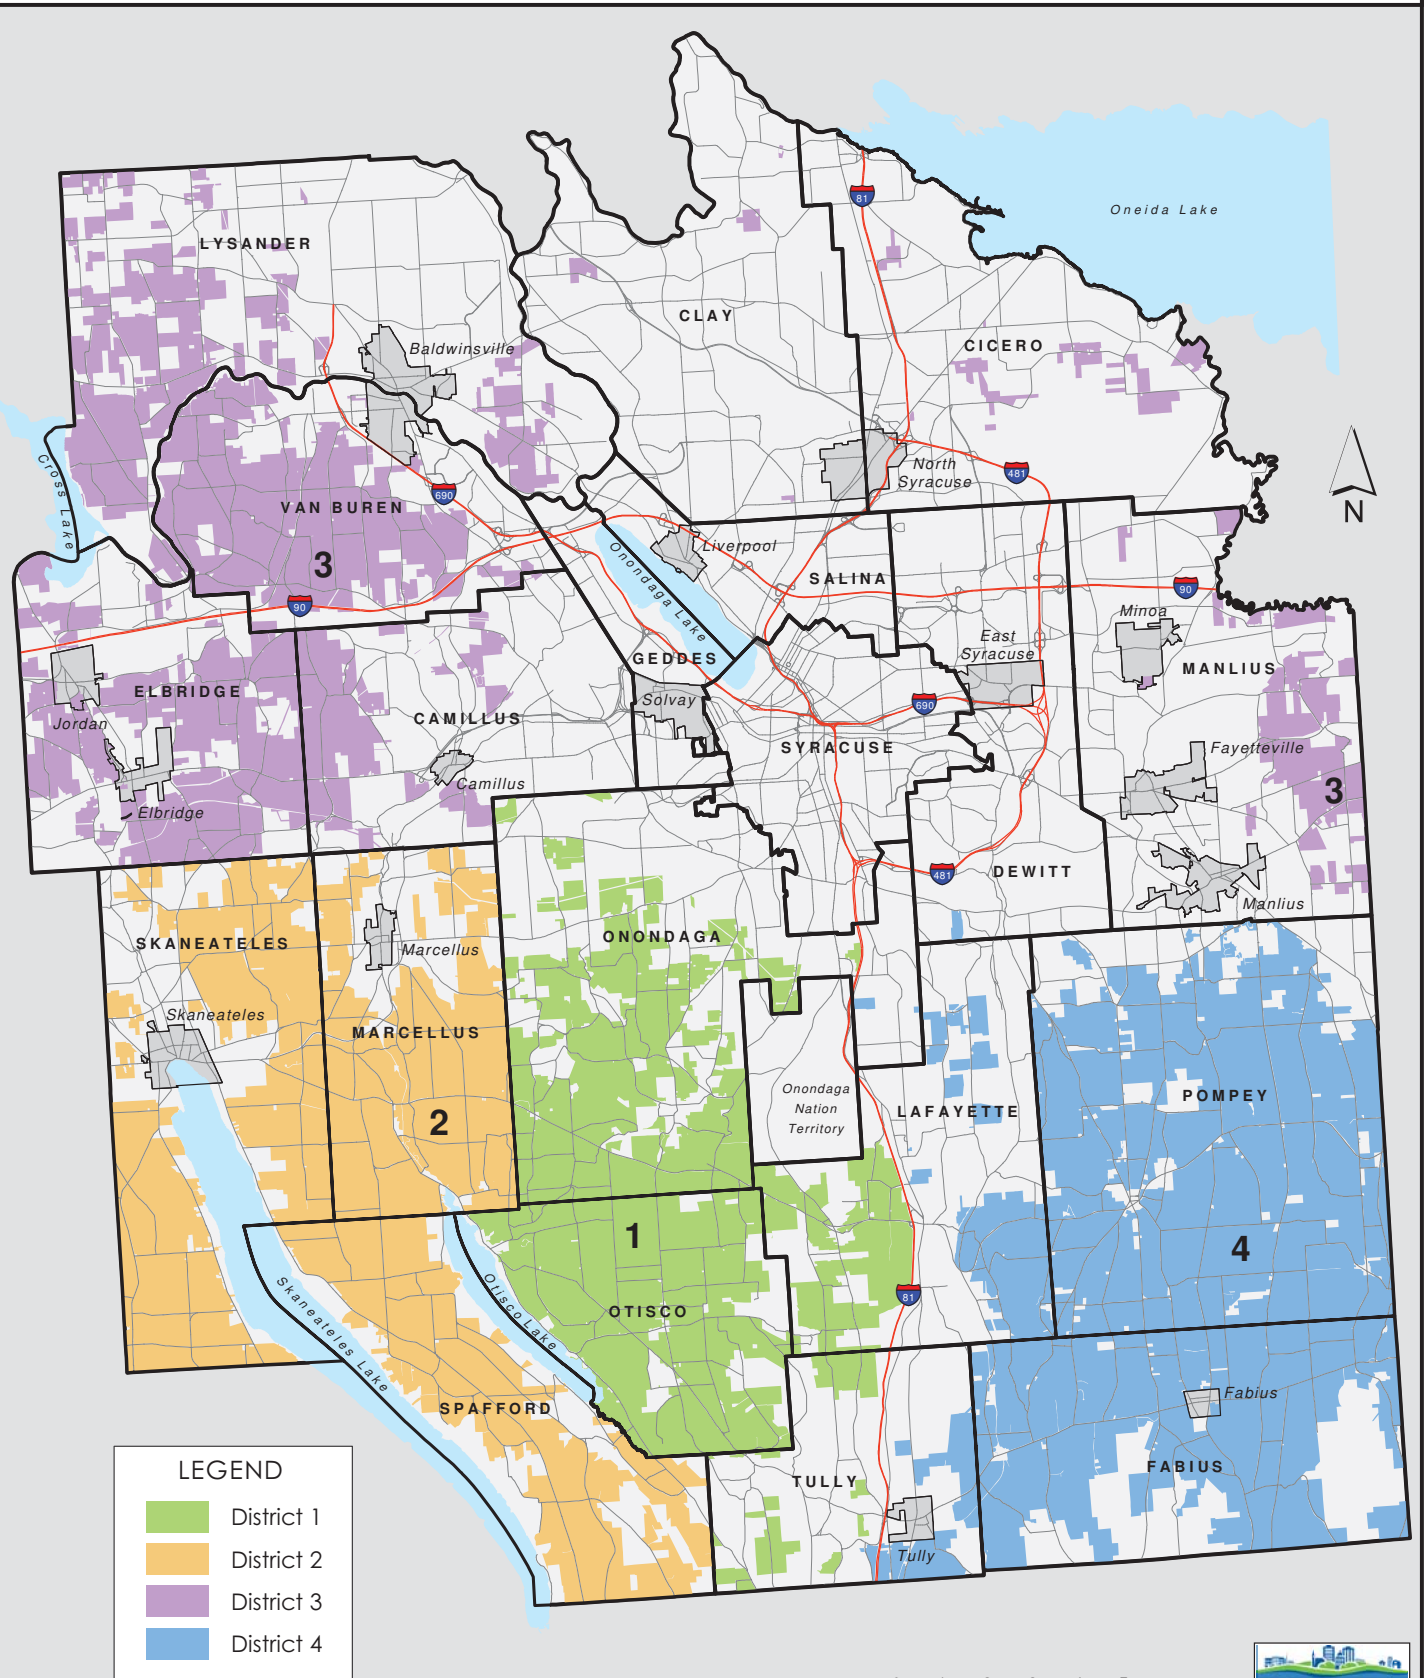 Oneida Lake
81
LYSANDER
CLAY
CICERO
Baldwinsville
Cross Lake
North
Syracuse
481
N
690
VAN BUREN
3
Liverpool
Onondaga Lake
SALINA
90
90
Minoa
East
Syracuse
GEDDES
MANLIUS
ELBRIDGE
Solvay
690
Jordan
CAMILLUS
SYRACUSE
Fayetteville
Camillus
3
Elbridge
481
DEWITT
Manlius
SKANEATELES
Marcellus
ONONDAGA
Skaneateles
MARCELLUS
Onondaga
Nation
Territory
LAFAYETTE
POMPEY
2
1
4
Skaneateles Lake
Otisco Lake
81
OTISCO
Fabius
SPAFFORD
FABIUS
TULLY
Tully
LEGEND
District 1
District 2
District 3
District 4